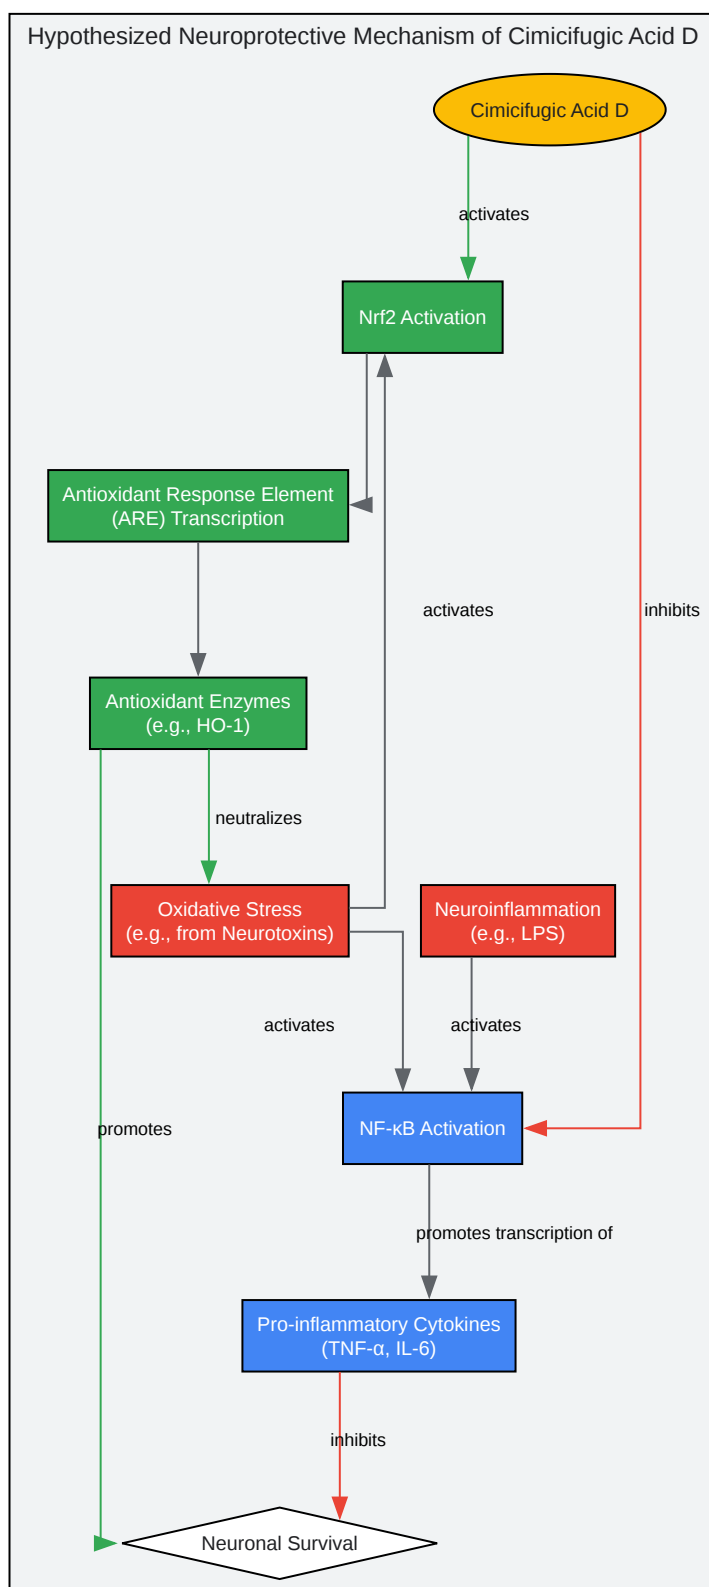 Hypothesized Neuroprotective Mechanism of Cimicifugic Acid D
Cimicifugic Acid D
activates
Nrf2 Activation
Antioxidant Response Element
(ARE) Transcription
activates
inhibits
Antioxidant Enzymes
(e.g., HO-1)
neutralizes
Oxidative Stress
(e.g., from Neurotoxins)
Neuroinflammation
(e.g., LPS)
activates
activates
promotes
NF-κB Activation
promotes transcription of
Pro-inflammatory Cytokines
(TNF-α, IL-6)
inhibits
Neuronal Survival